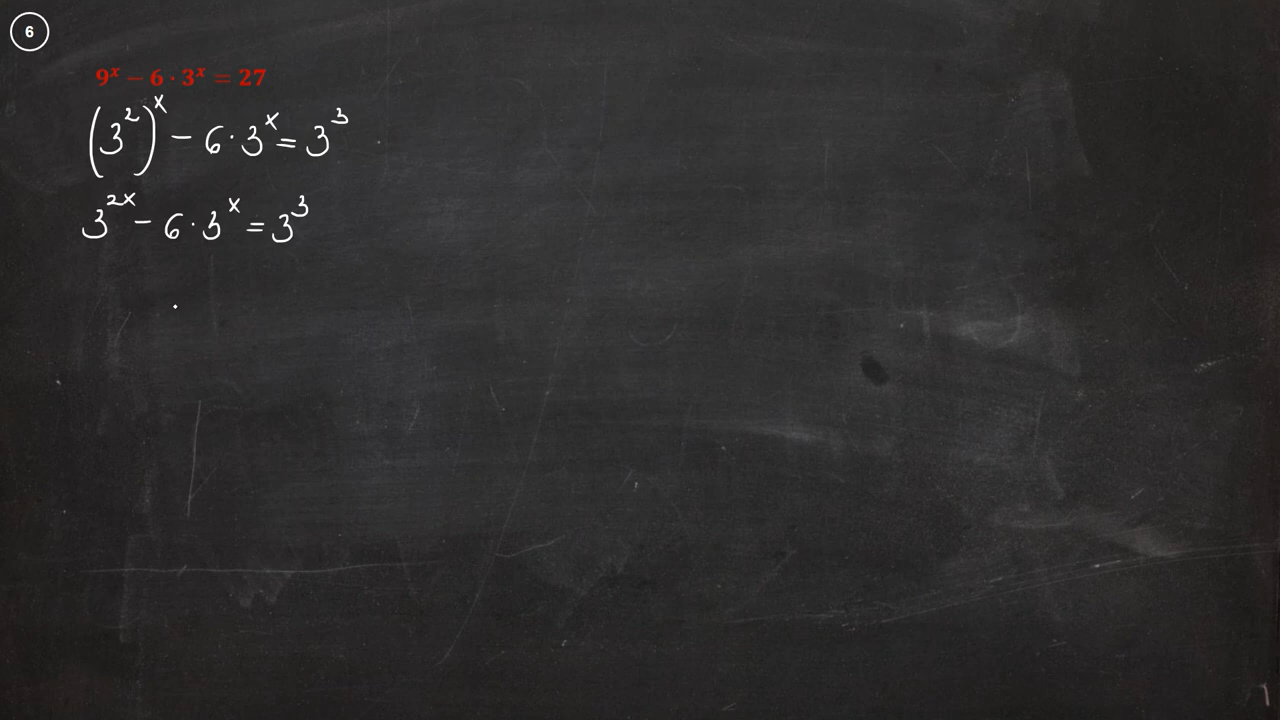 6
9ˣ − 6 · 3ˣ = 27
(3²)ˣ − 6 · 3ˣ = 3³
3²ˣ − 6 · 3ˣ = 3³